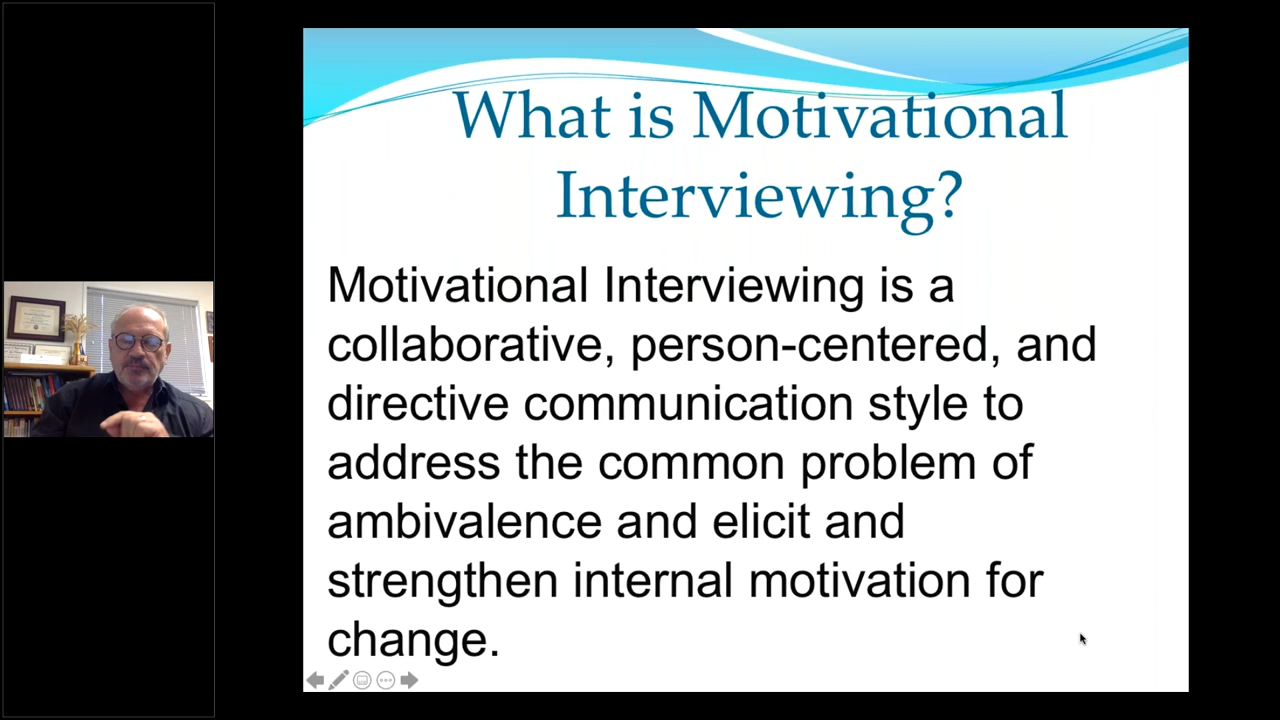 What is Motivational
Interviewing?
Motivational Interviewing is a
collaborative, person-centered, and
directive communication style to
address the common problem of
ambivalence and elicit and
strengthen internal motivation for
change.